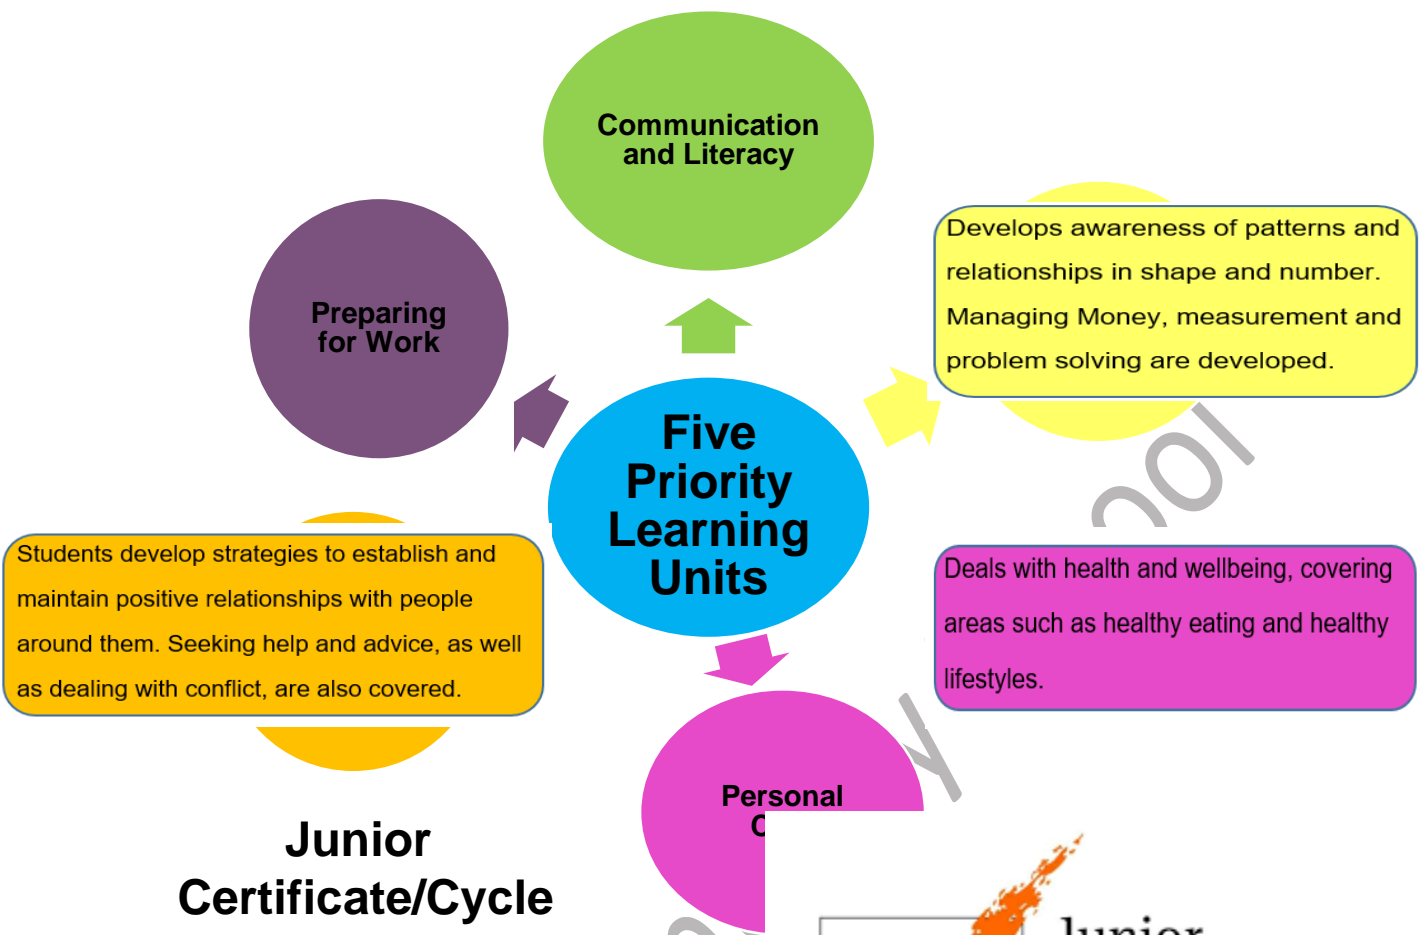 Communication
and Literacy
Preparing
for Work
Develops awareness of patterns and
relationships in shape and number.
Managing Money, measurement and
problem solving are developed.
Five
Priority
Learning
Units
Students develop strategies to establish and
maintain positive relationships with people
around them. Seeking help and advice, as well
as dealing with conflict, are also covered.
Deals with health and wellbeing, covering
areas such as healthy eating and healthy
lifestyles.
Personal
Junior
Certificate/Cycle
Junior